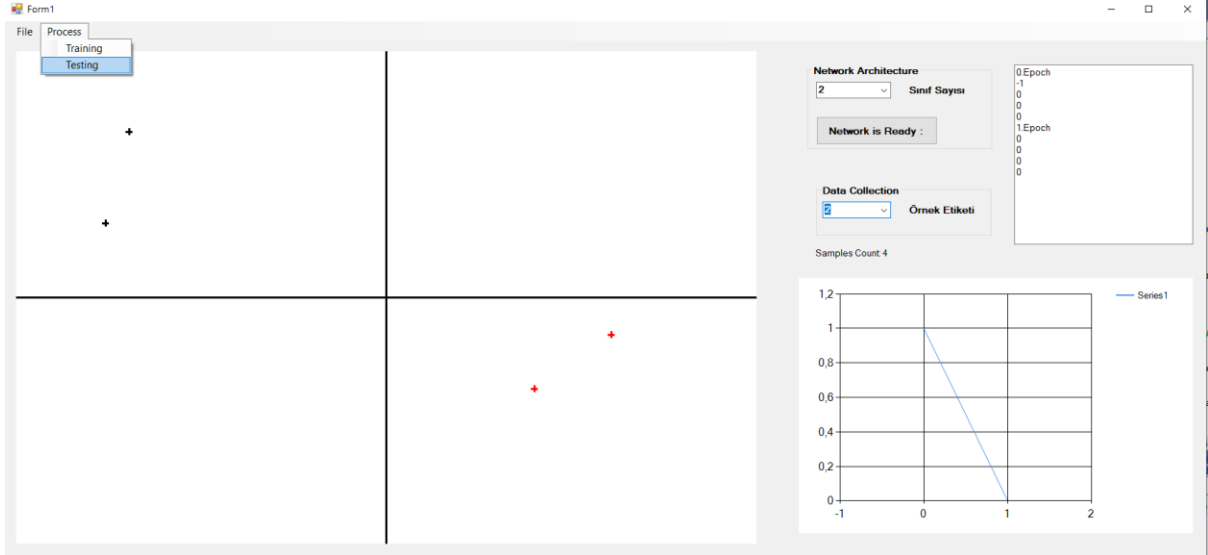 Form1
File Process
Training
Testing
Network Architecture
2 Sınıf Sayısı
Network is Ready :
Data Collection
2 Örnek Etiketi
Samples Count 4
0.Epoch
-1
0
0
0
1.Epoch
0
0
0
0
Series1
1,2
1
0,8
0,6
0,4
0,2
0
-1 0 1 2